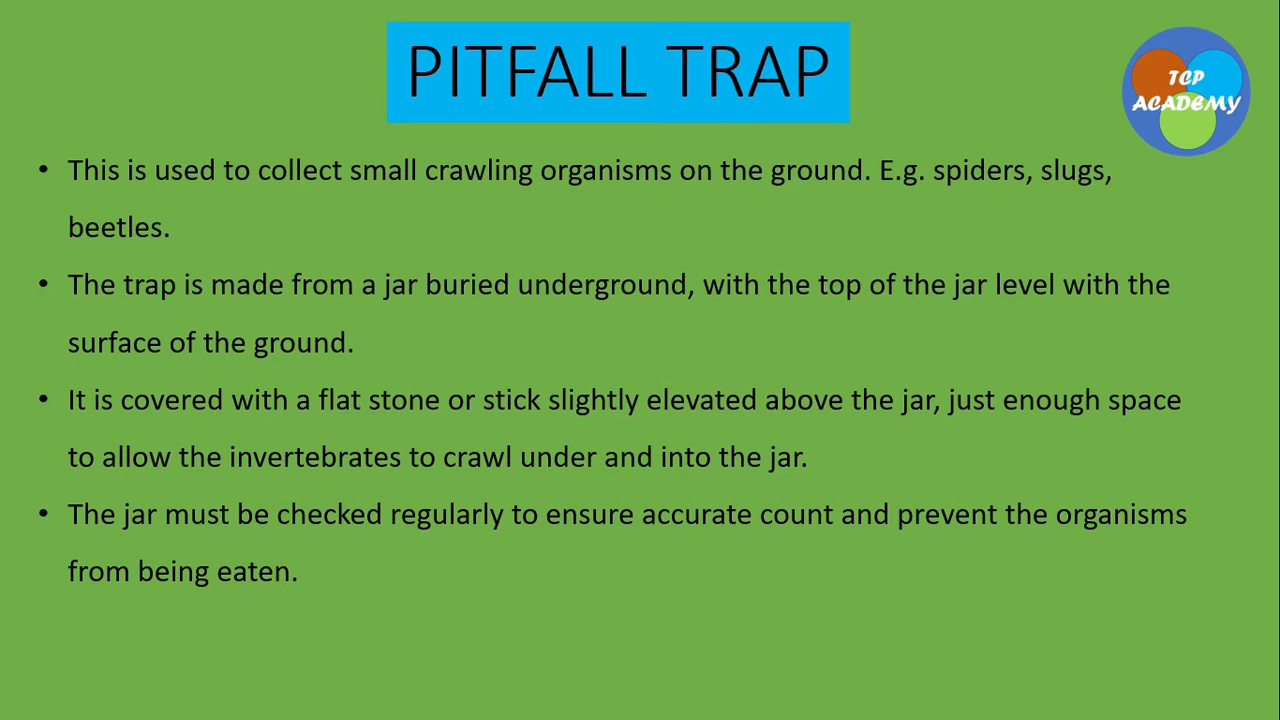 PITFALL TRAP
TCP
ACADEMY
• This is used to collect small crawling organisms on the ground. E.g. spiders, slugs,
beetles.
• The trap is made from a jar buried underground, with the top of the jar level with the
surface of the ground.
• It is covered with a flat stone or stick slightly elevated above the jar, just enough space
to allow the invertebrates to crawl under and into the jar.
• The jar must be checked regularly to ensure accurate count and prevent the organisms
from being eaten.